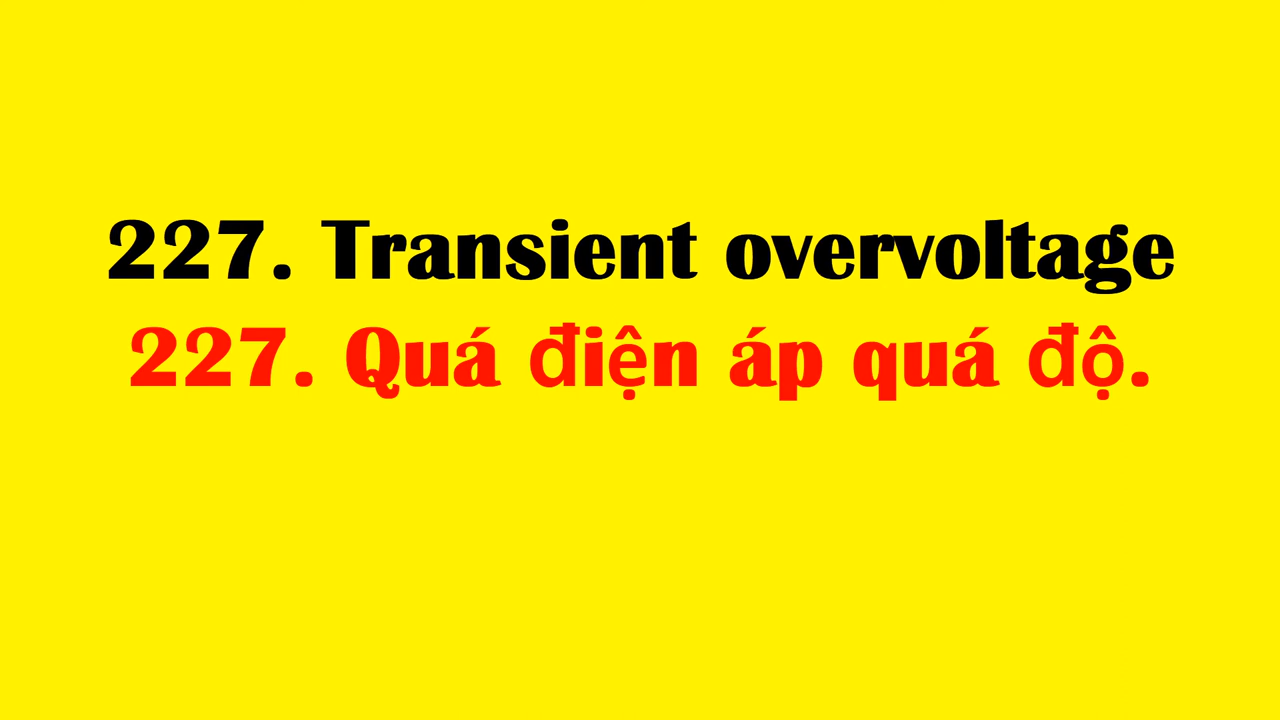 227. Transient overvoltage
227. Quá điện áp quá độ.